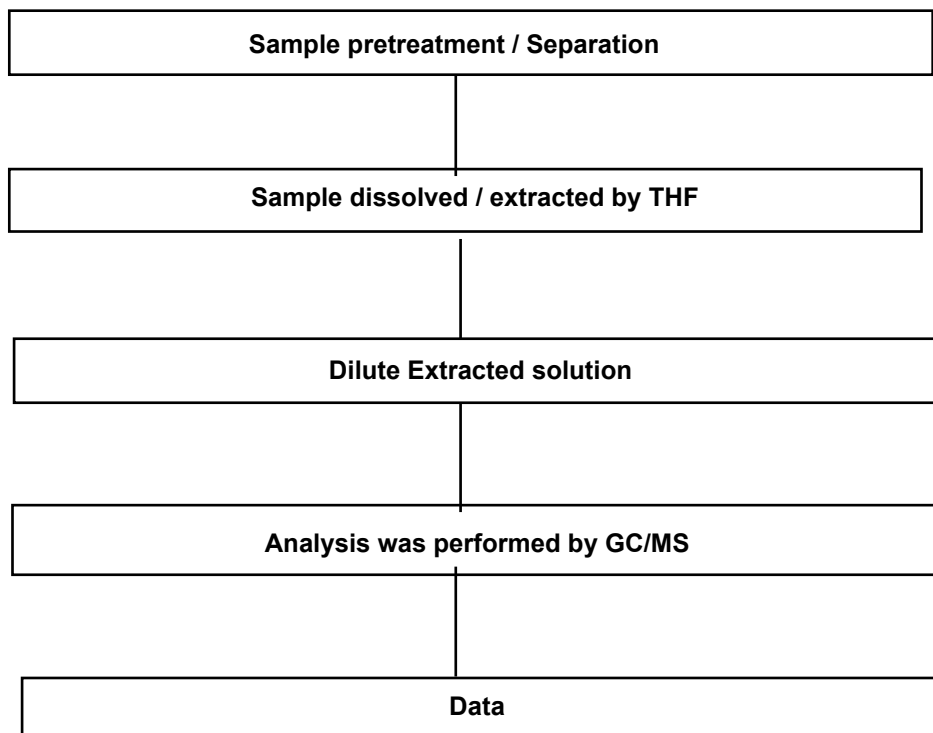 Sample pretreatment / Separation
Sample dissolved / extracted by THF
Dilute Extracted solution
Analysis was performed by GC/MS
Data